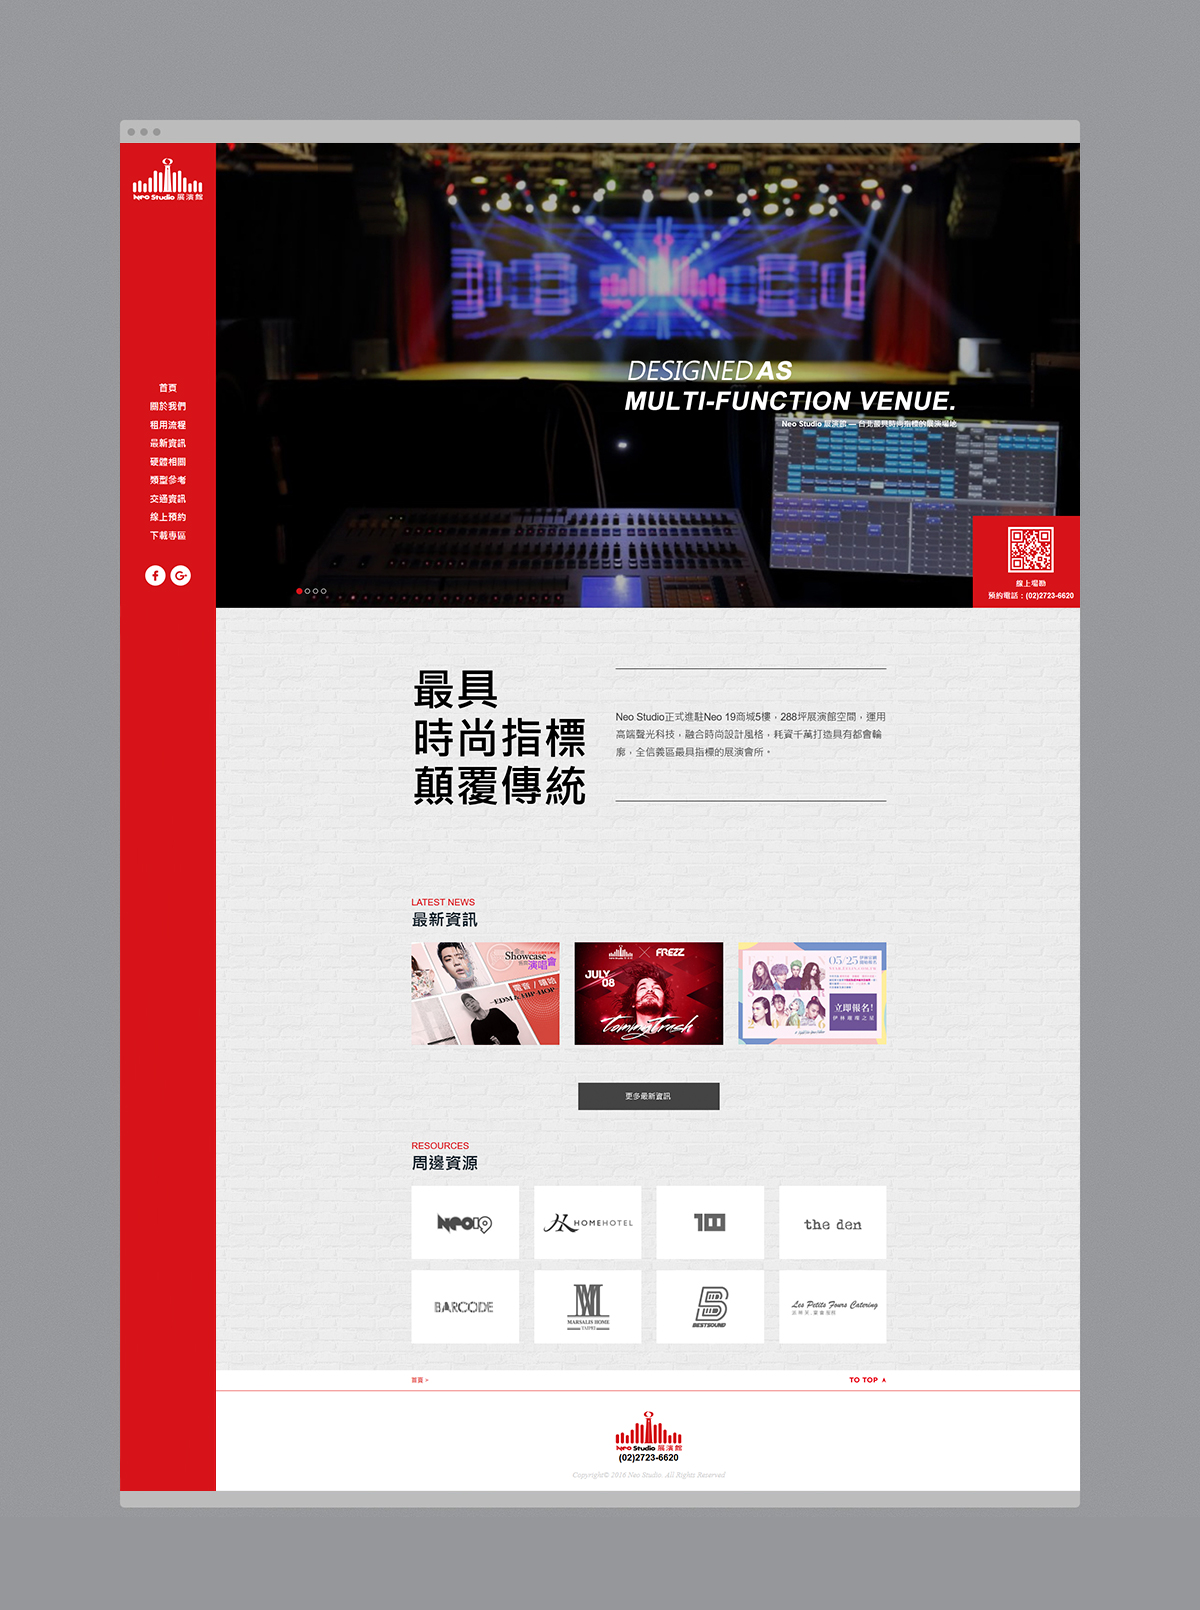 Neo Studio 展演館
首頁
關於我們
租用流程
最新資訊
硬體相關
類型參考
交通資訊
線上預約
下載專區
DESIGNED AS
MULTI-FUNCTION VENUE.
Neo Studio 展演館 — 台北最具時尚指標的展演場地
線上場勘
預約電話：(02)2723-6620
最具
時尚指標
顛覆傳統
Neo Studio正式進駐Neo 19商城5樓，288坪展演館空間，運用
高端聲光科技，融合時尚設計風格，耗資千萬打造具有都會輪
廓，全信義區最具指標的展演會所。
LATEST NEWS
最新資訊
Showcase
演唱會
電音 / 嘻哈
EDM & HIP-HOP
FREZZ
JULY
08
Tommy Trash
05/25
立即報名!
伊林璀璨之星
更多最新資訊
RESOURCES
周邊資源
Neo19
HOMEHOTEL
100
the den
BARCODE
MARSALIS HOME
TAIPEI
BESTSOUND
Les Petits Fours Catering
首頁 >
TO TOP
Neo Studio 展演館
(02)2723-6620
Copyright© 2016 Neo Studio. All Rights Reserved